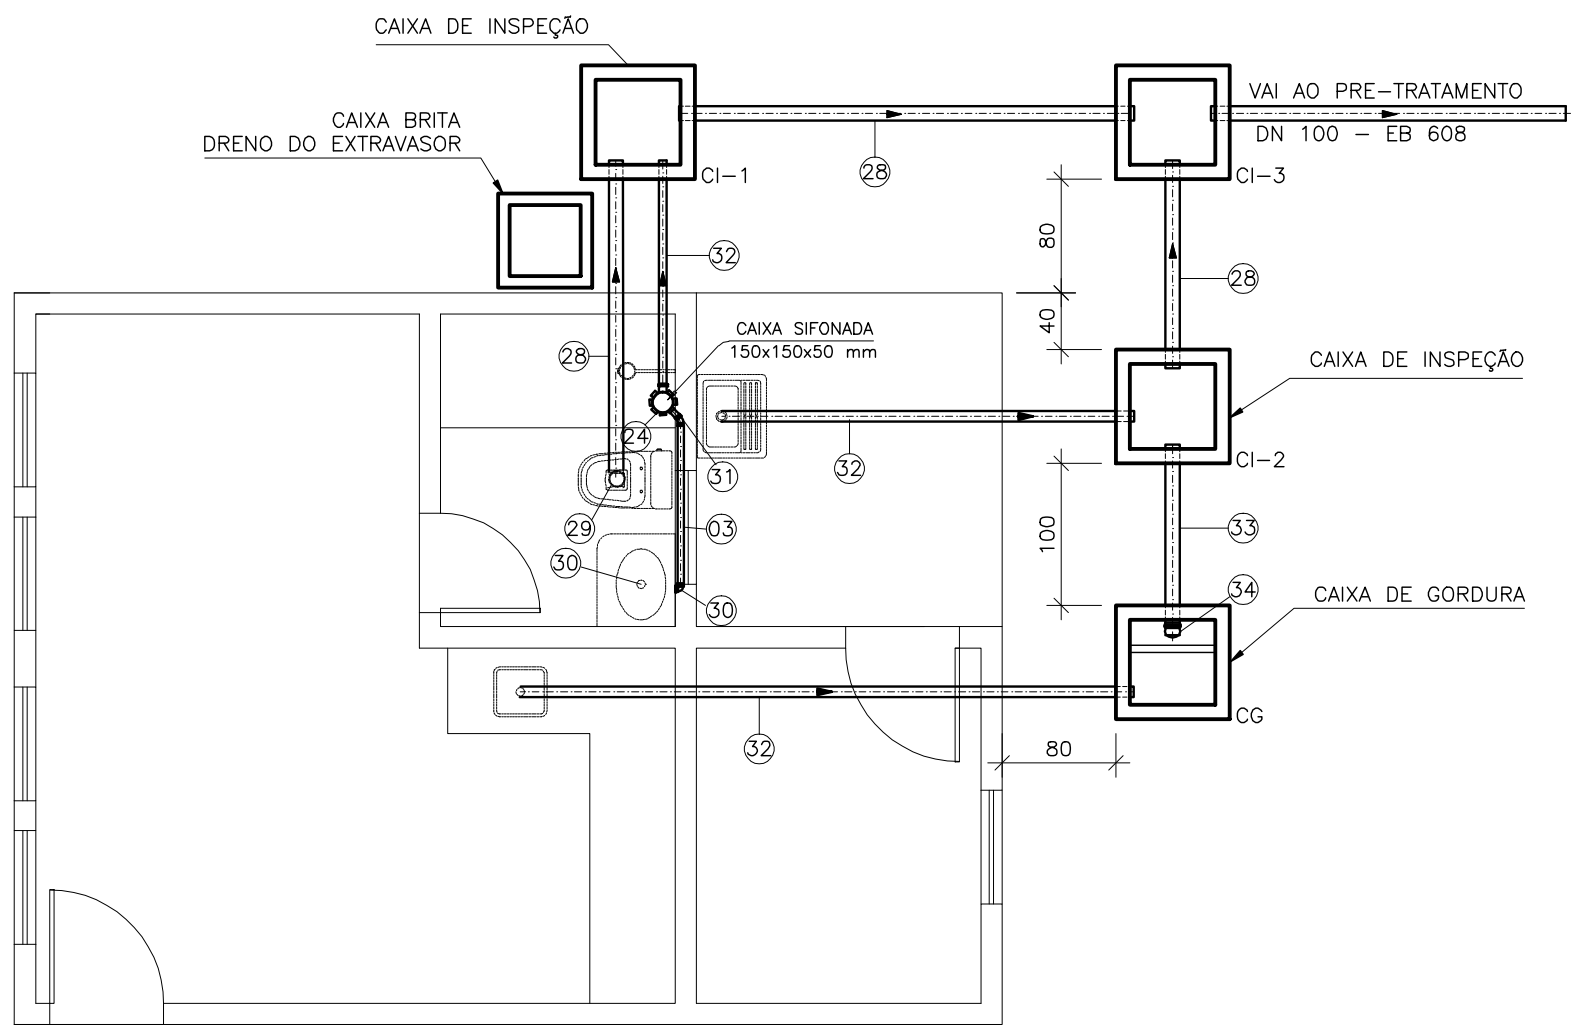 CAIXA DE INSPEÇÃO
VAI AO PRE-TRATAMENTO
DN 100 - EB 608
CAIXA BRITA
DRENO DO EXTRAVASOR
28
CI-1
CI-3
80
32
28
40
CAIXA SIFONADA
150x150x50 mm
28
CAIXA DE INSPEÇÃO
24
32
31
CI-2
29
03
100
33
30
30
34
CAIXA DE GORDURA
CG
32
80